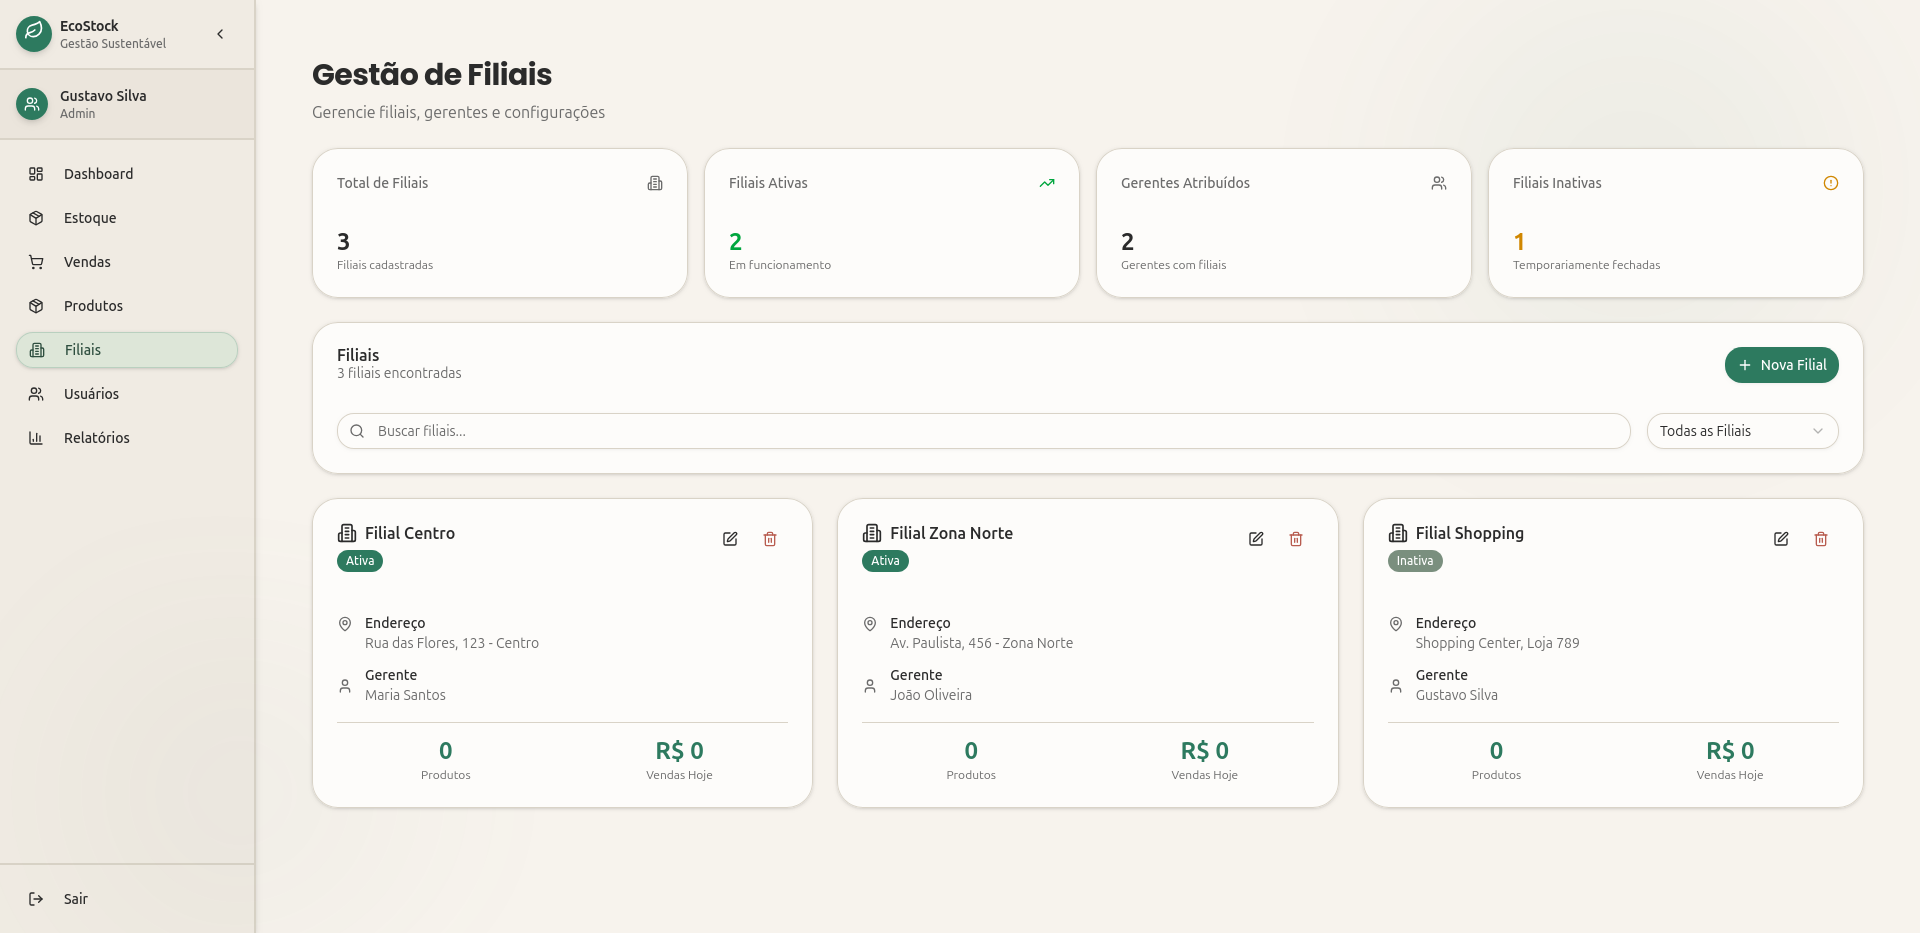 EcoStock
Gestão Sustentável
Gustavo Silva
Admin
Dashboard
Estoque
Vendas
Produtos
Filiais
Usuários
Relatórios
Sair
Gestão de Filiais
Gerencie filiais, gerentes e configurações
Total de Filiais
3
Filiais cadastradas
Filiais Ativas
2
Em funcionamento
Gerentes Atribuídos
2
Gerentes com filiais
Filiais Inativas
1
Temporariamente fechadas
Filiais
3 filiais encontradas
Nova Filial
Buscar filiais...
Todas as Filiais
Filial Centro
Ativa
Endereço
Rua das Flores, 123 - Centro
Gerente
Maria Santos
0
Produtos
R$ 0
Vendas Hoje
Filial Zona Norte
Ativa
Endereço
Av. Paulista, 456 - Zona Norte
Gerente
João Oliveira
0
Produtos
R$ 0
Vendas Hoje
Filial Shopping
Inativa
Endereço
Shopping Center, Loja 789
Gerente
Gustavo Silva
0
Produtos
R$ 0
Vendas Hoje